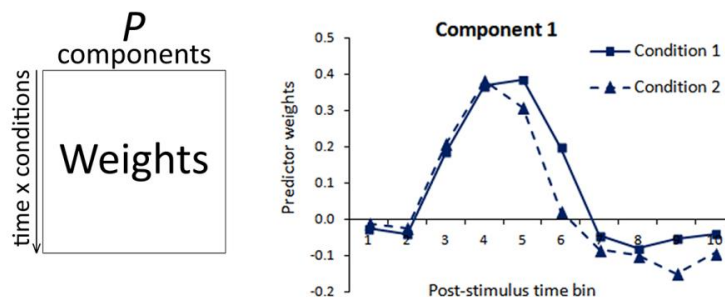 P
components
time x conditions
Weights
Component 1
Condition 1
Condition 2
Predictor weights
0.5
0.4
0.3
0.2
0.1
0.0
-0.1
-0.2
1 2 3 4 5 6 7 8 9 10
Post-stimulus time bin